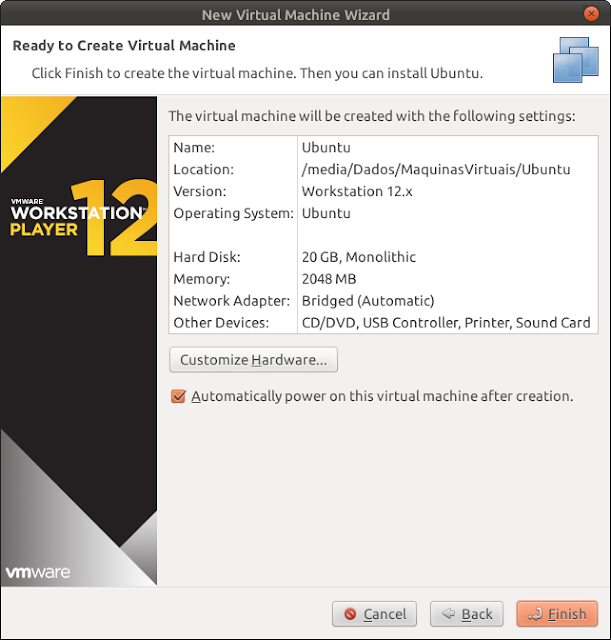 New Virtual Machine Wizard
Ready to Create Virtual Machine
Click Finish to create the virtual machine. Then you can install Ubuntu.
VMWARE
WORKSTATION™
PLAYER 12
vmware
The virtual machine will be created with the following settings:
Name: Ubuntu
Location: /media/Dados/MaquinasVirtuais/Ubuntu
Version: Workstation 12.x
Operating System: Ubuntu
Hard Disk: 20 GB, Monolithic
Memory: 2048 MB
Network Adapter: Bridged (Automatic)
Other Devices: CD/DVD, USB Controller, Printer, Sound Card
Customize Hardware...
Automatically power on this virtual machine after creation.
Cancel Back Finish